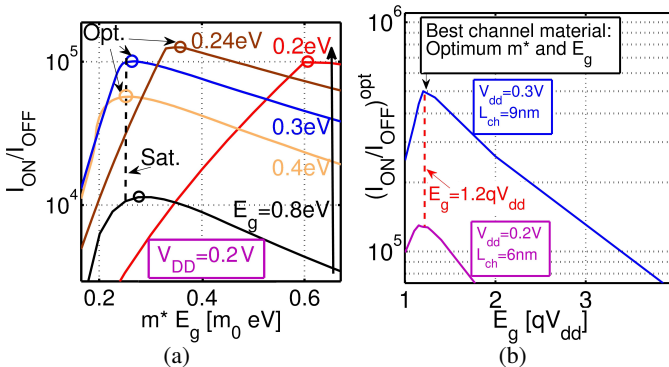 (a)
10^5
10^4
I_ON/I_OFF
Opt.
0.24eV
0.2eV
0.3eV
0.4eV
Sat.
E_g=0.8eV
V_DD=0.2V
0.2
0.4
0.6
m* E_g [m_0 eV]
(a)
(b)
10^6
10^5
(I_ON/I_OFF)^opt
Best channel material:
Optimum m* and E_g
V_dd=0.3V
L_ch=9nm
E_g=1.2qV_dd
V_dd=0.2V
L_ch=6nm
1
2
3
E_g [qV_dd]
(b)